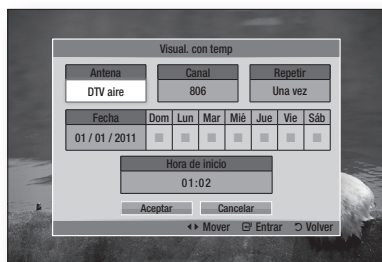 Visual. con temp
Antena Canal Repetir
DTV aire 806 Una vez
Fecha Dom Lun Mar Mié Jue Vie Sáb
01 / 01 / 2011
Hora de inicio
01:02
Aceptar Cancelar
Mover Entrar Volver